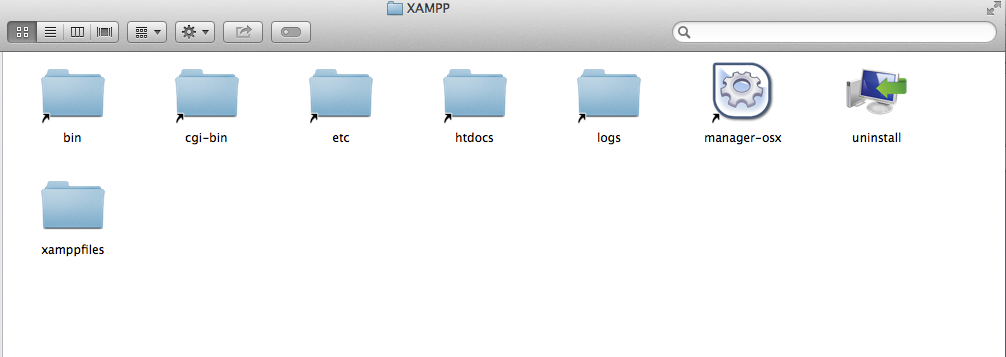 XAMPP
bin
cgi-bin
etc
htdocs
logs
manager-osx
uninstall
xamppfiles